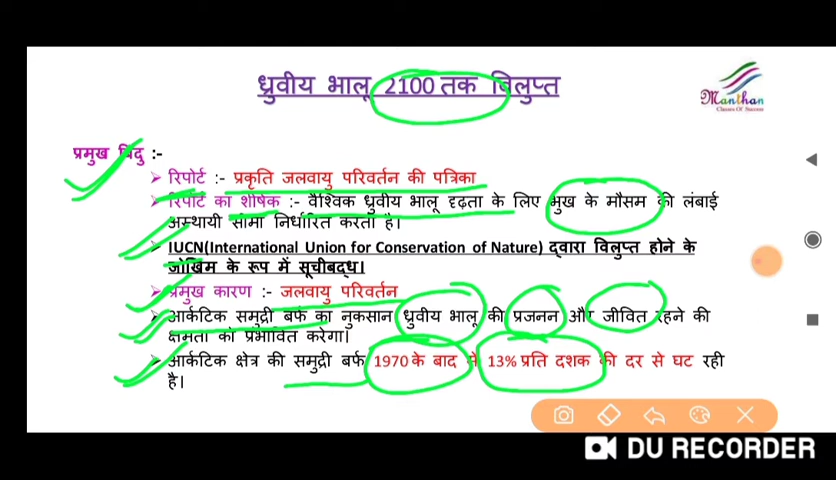 ध्रुवीय भालू 2100 तक विलुप्त
Manthan
Classes Of Success
प्रमुख बिंदु :-
रिपोर्ट :- प्रकृति जलवायु परिवर्तन की पत्रिका
रिपोर्ट का शीर्षक :- वैश्विक ध्रुवीय भालू दृढ़ता के लिए भुख के मौसम की लंबाई
अस्थायी सीमा निर्धारित करता है।
IUCN(International Union for Conservation of Nature) द्वारा विलुप्त होने के
जोखिम के रूप में सूचीबद्ध।
प्रमुख कारण :- जलवायु परिवर्तन
आर्कटिक समुद्री बर्फ का नुकसान ध्रुवीय भालू की प्रजनन और जीवित रहने की
क्षमता को प्रभावित करेगा।
आर्कटिक क्षेत्र की समुद्री बर्फ 1970 के बाद से 13% प्रति दशक की दर से घट रही
है।
DU RECORDER